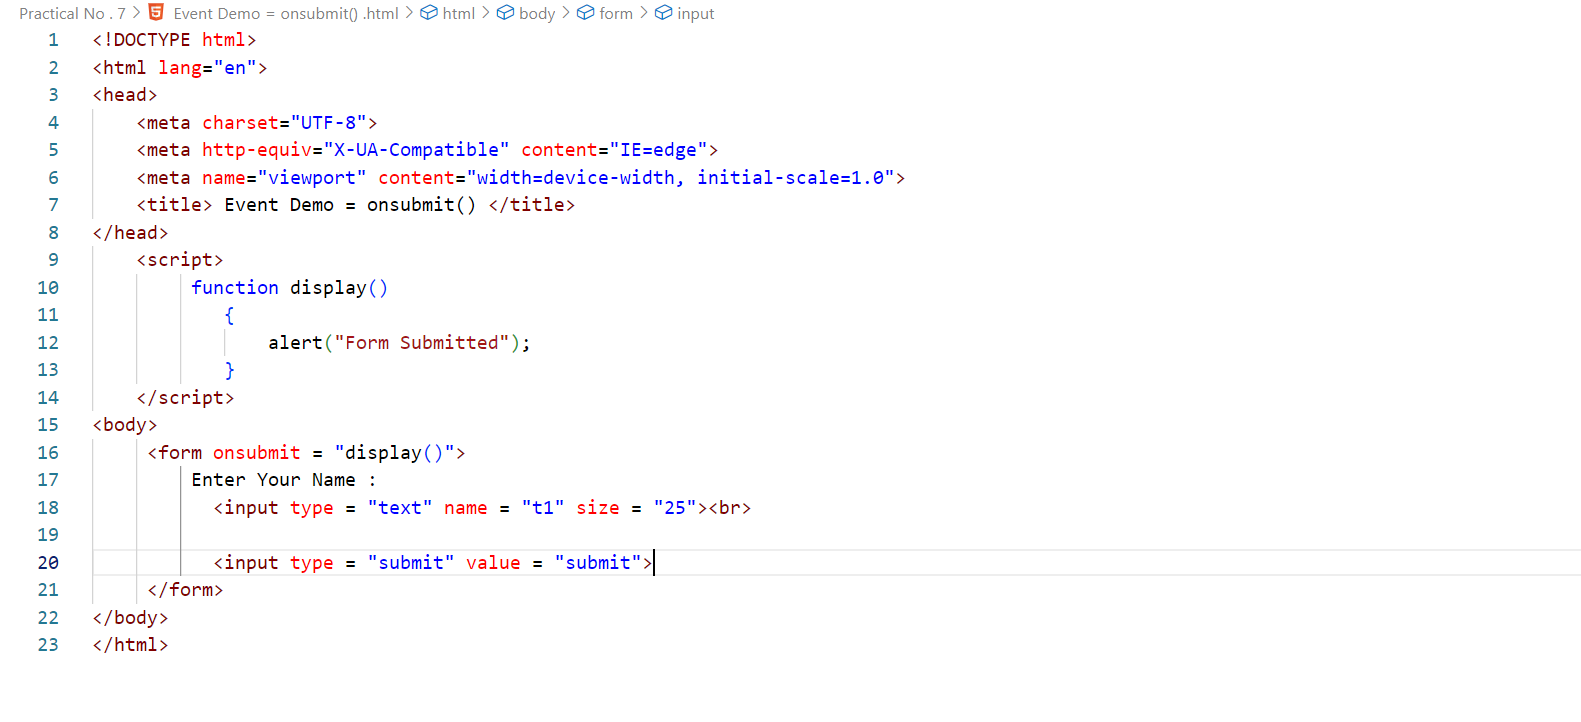 Practical No . 7 > Event Demo = onsubmit() .html > html > body > form > input
1 <!DOCTYPE html>
2 <html lang="en">
3 <head>
4 <meta charset="UTF-8">
5 <meta http-equiv="X-UA-Compatible" content="IE=edge">
6 <meta name="viewport" content="width=device-width, initial-scale=1.0">
7 <title> Event Demo = onsubmit() </title>
8 </head>
9 <script>
10 function display()
11 {
12 alert("Form Submitted");
13 }
14 </script>
15 <body>
16 <form onsubmit = "display()">
17 Enter Your Name :
18 <input type = "text" name = "t1" size = "25"><br>
19
20 <input type = "submit" value = "submit">
21 </form>
22 </body>
23 </html>